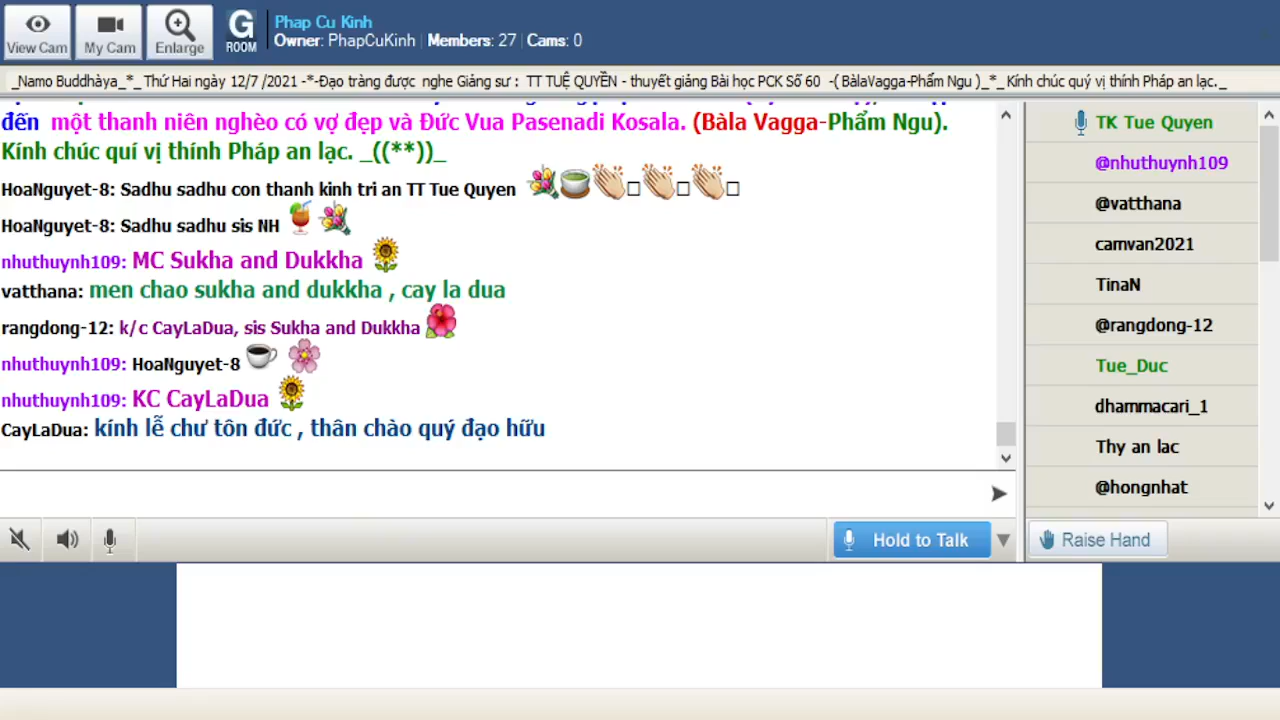 View Cam
My Cam
Enlarge
G
ROOM
Phap Cu Kinh
Owner: PhapCuKinh | Members: 27 | Cams: 0
_Namo Buddhàya_*_ Thứ Hai ngày 12/7 /2021 -*-Đạo tràng được nghe Giảng sư : TT TUỆ QUYỀN - thuyết giảng Bài học PCK Số 60 -( BàlaVagga-Phẩm Ngu )_*_Kính chúc quý vị thính Pháp an lạc._
đến một thanh niên nghèo có vợ đẹp và Đức Vua Pasenadi Kosala. (Bàla Vagga-Phẩm Ngu).
Kính chúc quí vị thính Pháp an lạc. _((**))_
HoaNguyet-8: Sadhu sadhu con thanh kinh tri an TT Tue Quyen
HoaNguyet-8: Sadhu sadhu sis NH
nhuthuynh109: MC Sukha and Dukkha
vatthana: men chao sukha and dukkha , cay la dua
rangdong-12: k/c CayLaDua, sis Sukha and Dukkha
nhuthuynh109: HoaNguyet-8
nhuthuynh109: KC CayLaDua
CayLaDua: kính lễ chư tôn đức , thân chào quý đạo hữu
TK Tue Quyen
@nhuthuynh109
@vatthana
camvan2021
TinaN
@rangdong-12
Tue_Duc
dhammacari_1
Thy an lac
@hongnhat
Hold to Talk
Raise Hand